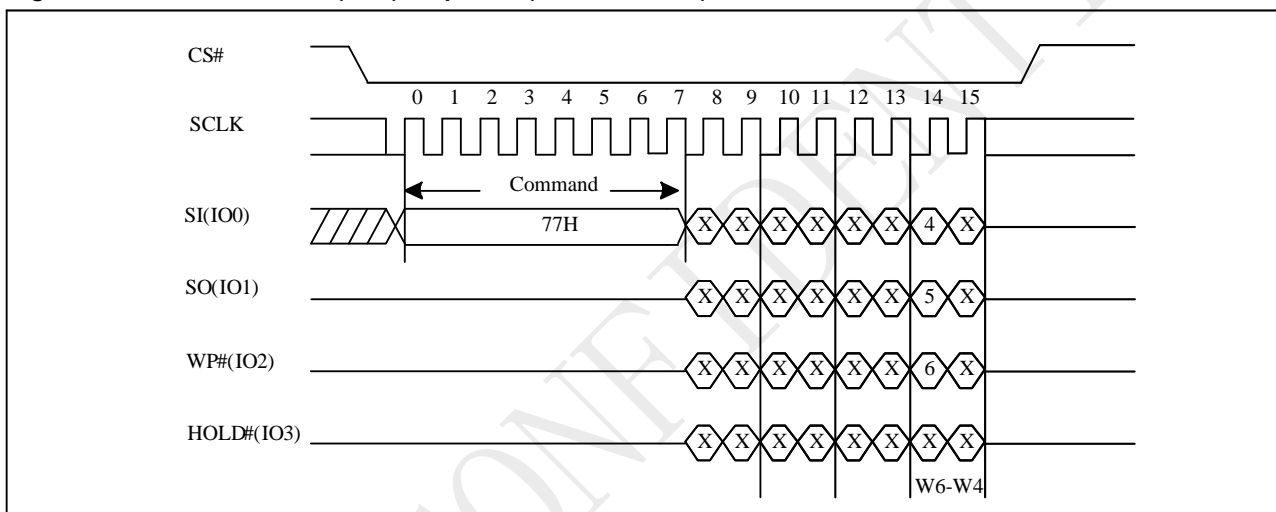 CS#
0 1 2 3 4 5 6 7 8 9 10 11 12 13 14 15
SCLK
Command
SI(IO0) 77H X X X X X X 4 X
SO(IO1) X X X X X X 5 X
WP#(IO2) X X X X X X 6 X
HOLD#(IO3) X X X X X X X X
W6-W4